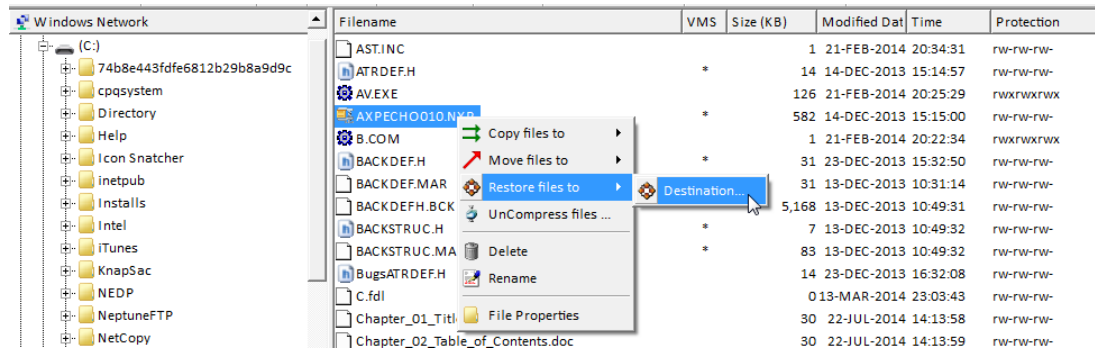 Windows Network
(C:)
74b8e443fdfe6812b29b8a9d9c
cpqsystem
Directory
Help
Icon Snatcher
inetpub
Installs
Intel
iTunes
KnapSac
NEDP
NeptuneFTP
NetCopy
Filename VMS Size (KB) Modified Dat Time Protection
AST.INC 1 21-FEB-2014 20:34:31 rw-rw-rw-
ATRDEF.H * 14 14-DEC-2013 15:14:57 rw-rw-rw-
AV.EXE 126 21-FEB-2014 20:25:29 rwxrwxrwx
AXPECHO010.NXP * 582 14-DEC-2013 15:15:00 rw-rw-rw-
B.COM 1 21-FEB-2014 20:22:34 rwxrwxrwx
BACKDEF.H * 31 23-DEC-2013 15:32:50 rw-rw-rw-
BACKDEF.MAR 31 13-DEC-2013 10:31:14 rw-rw-rw-
BACKDEFH.BCK 5,168 13-DEC-2013 10:49:31 rw-rw-rw-
BACKSTRUC.H * 7 13-DEC-2013 10:49:32 rw-rw-rw-
BACKSTRUC.MA * 83 13-DEC-2013 10:49:32 rw-rw-rw-
BugsATRDEF.H 14 23-DEC-2013 16:32:08 rw-rw-rw-
C.fdl 0 13-MAR-2014 23:03:43 rw-rw-rw-
Chapter_01_Titl 30 22-JUL-2014 14:13:58 rw-rw-rw-
Chapter_02_Table_of_Contents.doc 30 22-JUL-2014 14:13:59 rw-rw-rw-
Copy files to
Move files to
Restore files to
UnCompress files ...
Delete
Rename
File Properties
Destination...